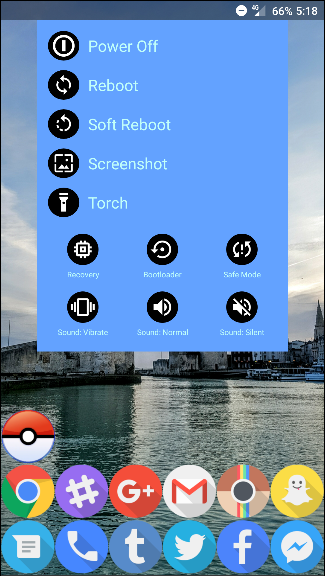 4G 66% 5:18
Power Off
Reboot
Soft Reboot
Screenshot
Torch
Recovery Bootloader Safe Mode
Sound: Vibrate Sound: Normal Sound: Silent
G+